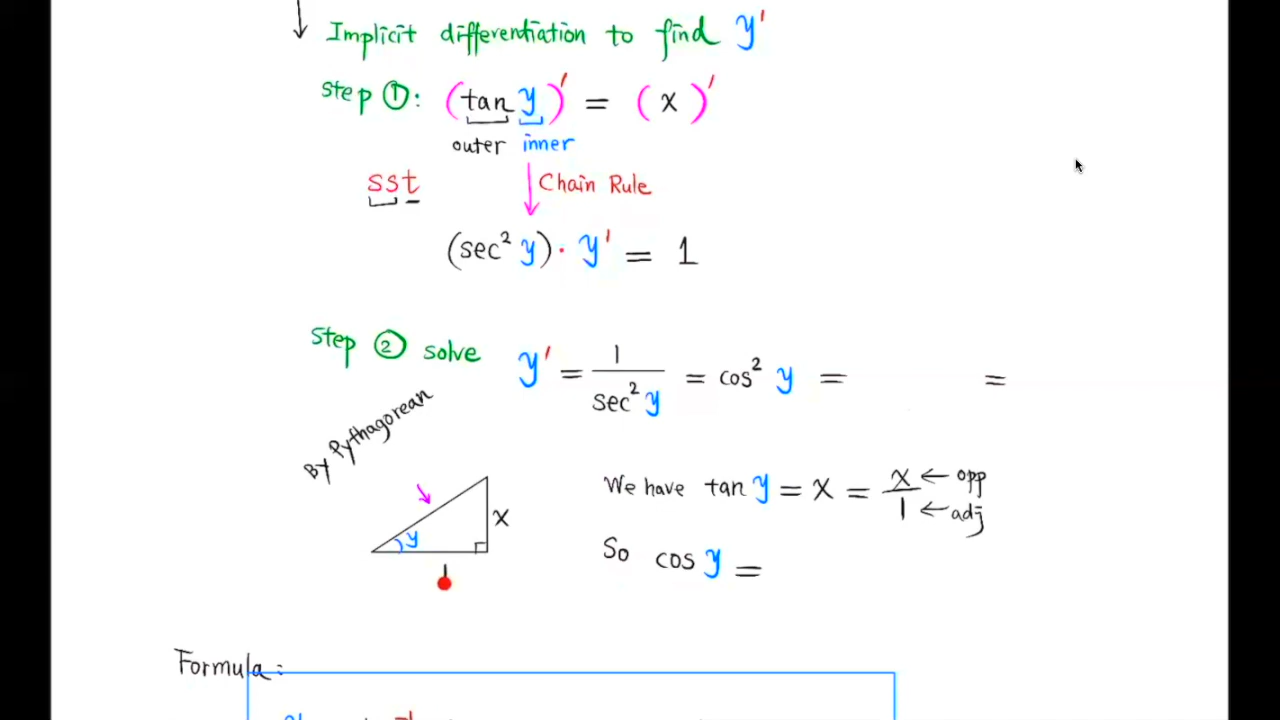 Implicit differentiation to find y'
Step ①: (tan y)' = (x)'
outer inner
sst
Chain Rule
(sec² y) · y' = 1
Step ② solve y' = 1/sec² y = cos² y = =
By Pythagorean
We have tan y = x = x/1 ← opp ← adj
y x
1
So cos y =
Formula: